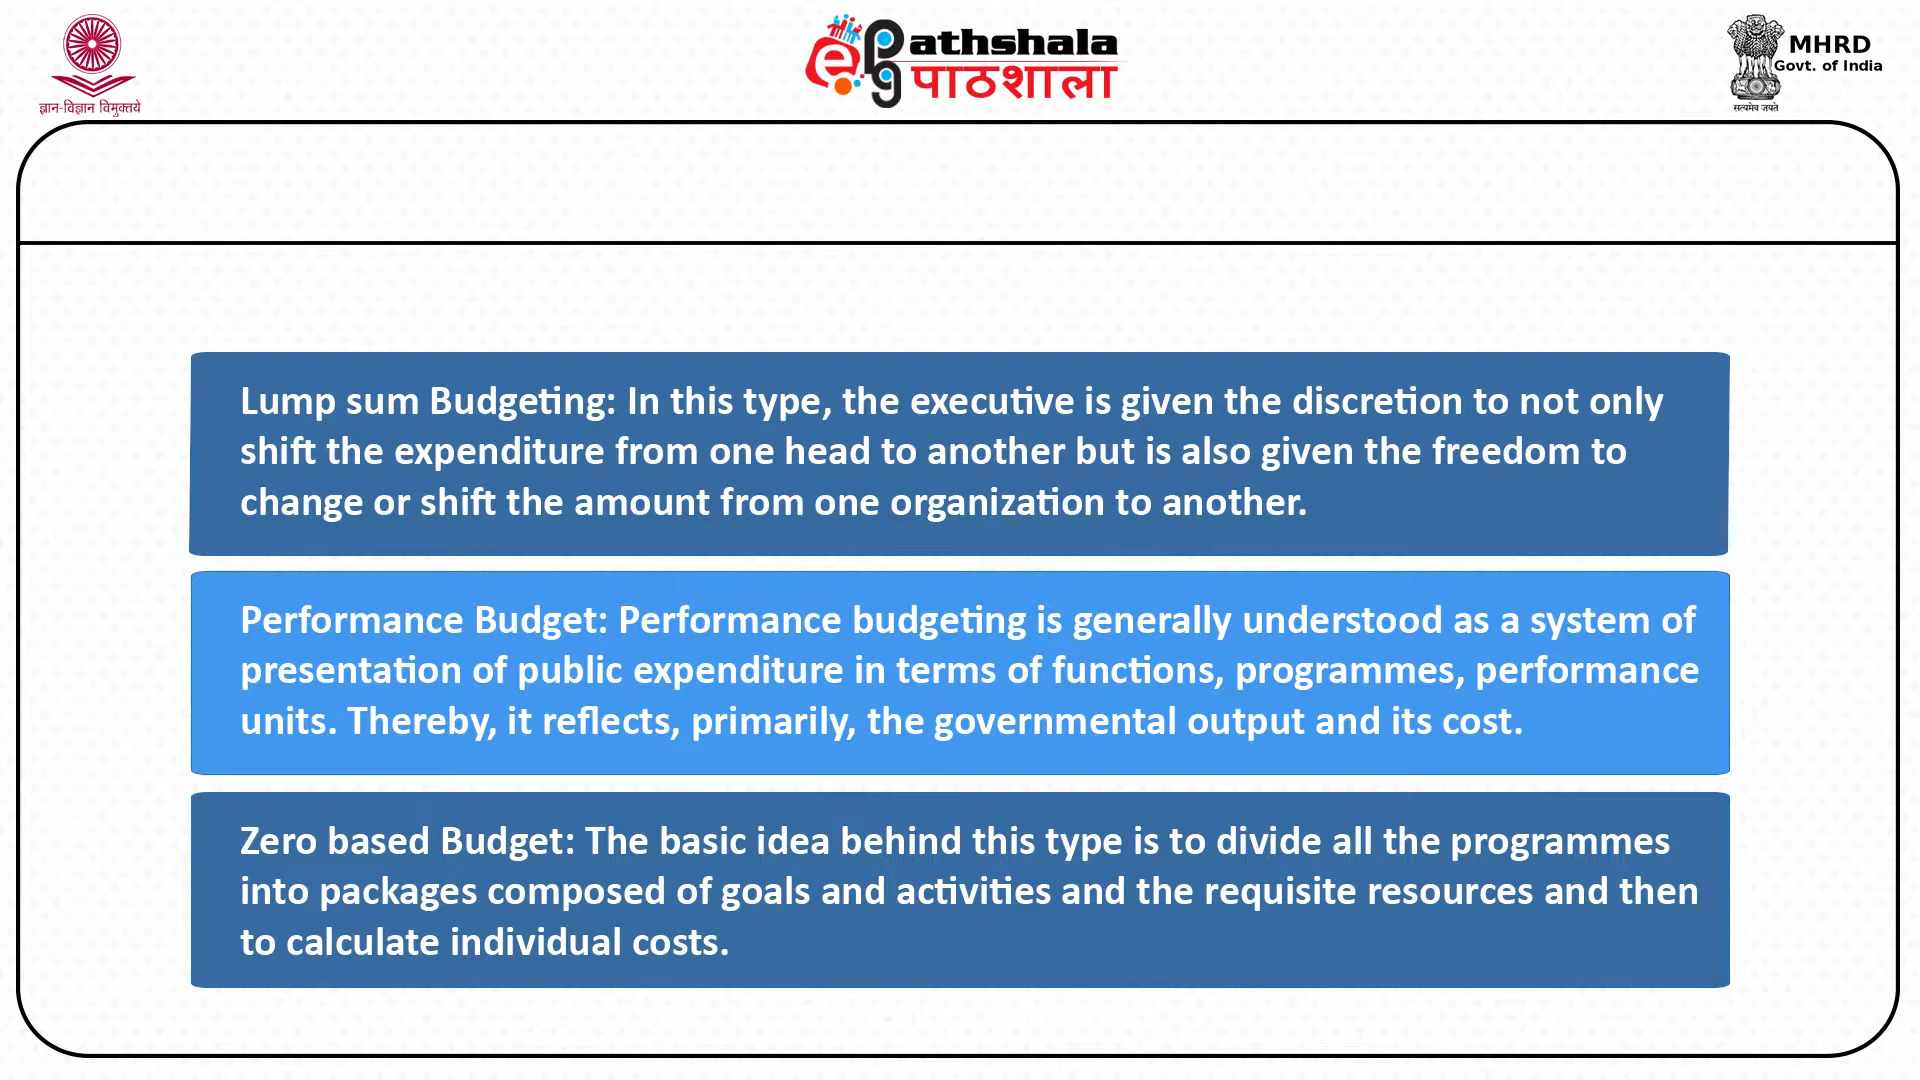 ज्ञान-विज्ञान विमुक्तये
e pg athshala
पाठशाला
MHRD
Govt. of India
सत्यमेव जयते
Lump sum Budgeting: In this type, the executive is given the discretion to not only
shift the expenditure from one head to another but is also given the freedom to
change or shift the amount from one organization to another.
Performance Budget: Performance budgeting is generally understood as a system of
presentation of public expenditure in terms of functions, programmes, performance
units. Thereby, it reflects, primarily, the governmental output and its cost.
Zero based Budget: The basic idea behind this type is to divide all the programmes
into packages composed of goals and activities and the requisite resources and then
to calculate individual costs.